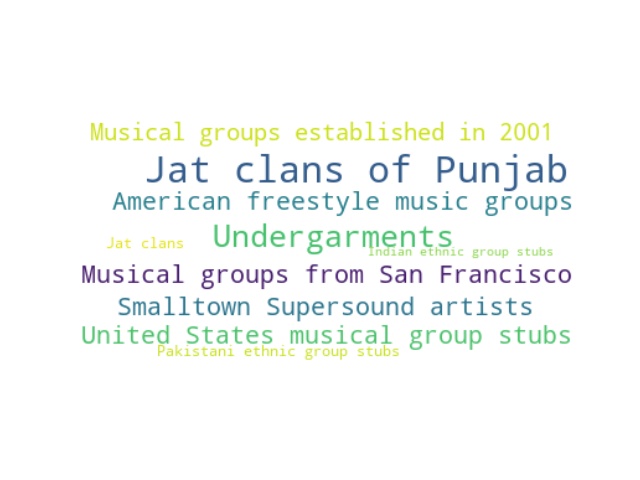 Musical groups established in 2001
Jat clans of Punjab
American freestyle music groups
Undergarments
Jat clans
Indian ethnic group stubs
Musical groups from San Francisco
Smalltown Supersound artists
United States musical group stubs
Pakistani ethnic group stubs